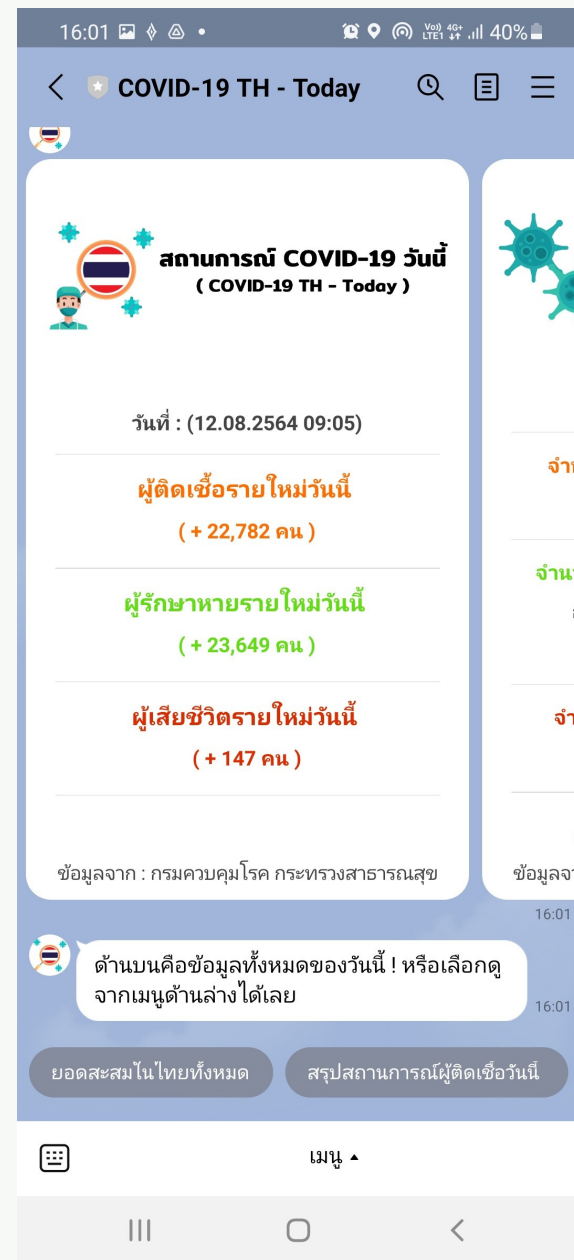 16:01
Vo)) 4G+
LTE1
40%
COVID-19 TH - Today
สถานการณ์ COVID-19 วันนี้
( COVID-19 TH - Today )
วันที่ : (12.08.2564 09:05)
ผู้ติดเชื้อรายใหม่วันนี้
( + 22,782 คน )
ผู้รักษาหายรายใหม่วันนี้
( + 23,649 คน )
ผู้เสียชีวิตรายใหม่วันนี้
( + 147 คน )
ข้อมูลจาก : กรมควบคุมโรค กระทรวงสาธารณสุข
16:01
ด้านบนคือข้อมูลทั้งหมดของวันนี้ ! หรือเลือกดู
จากเมนูด้านล่างได้เลย
16:01
ยอดสะสมในไทยทั้งหมด
สรุปสถานการณ์ผู้ติดเชื้อวันนี้
เมนู